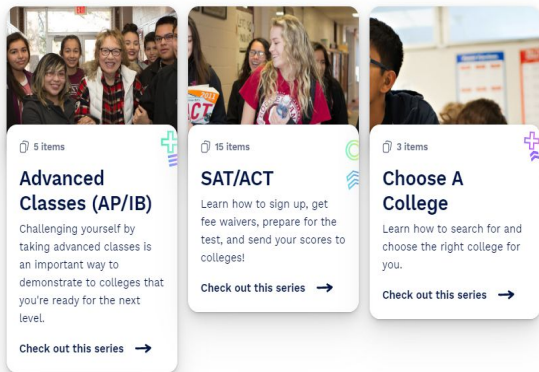 ACT
5 items
Advanced
Classes (AP/IB)
Challenging yourself by
taking advanced classes is
an important way to
demonstrate to colleges that
you're ready for the next
level.
Check out this series
15 items
SAT/ACT
Learn how to sign up, get
fee waivers, prepare for the
test, and send your scores to
colleges!
Check out this series
3 items
Choose A
College
Learn how to search for and
choose the right college for
you.
Check out this series